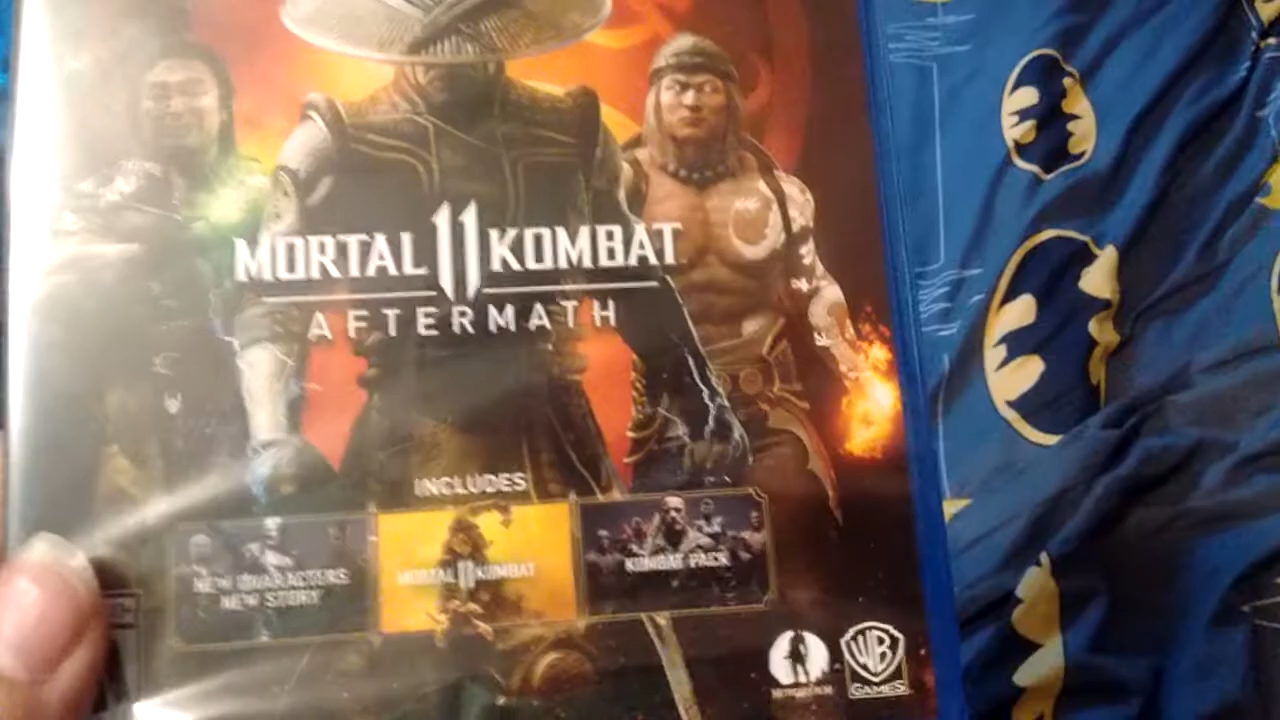 MORTAL 11 KOMBAT
AFTERMATH
INCLUDES
NEW CHARACTERS
NEW STORY
MORTAL 11 KOMBAT
KOMBAT PACK
WB
GAMES